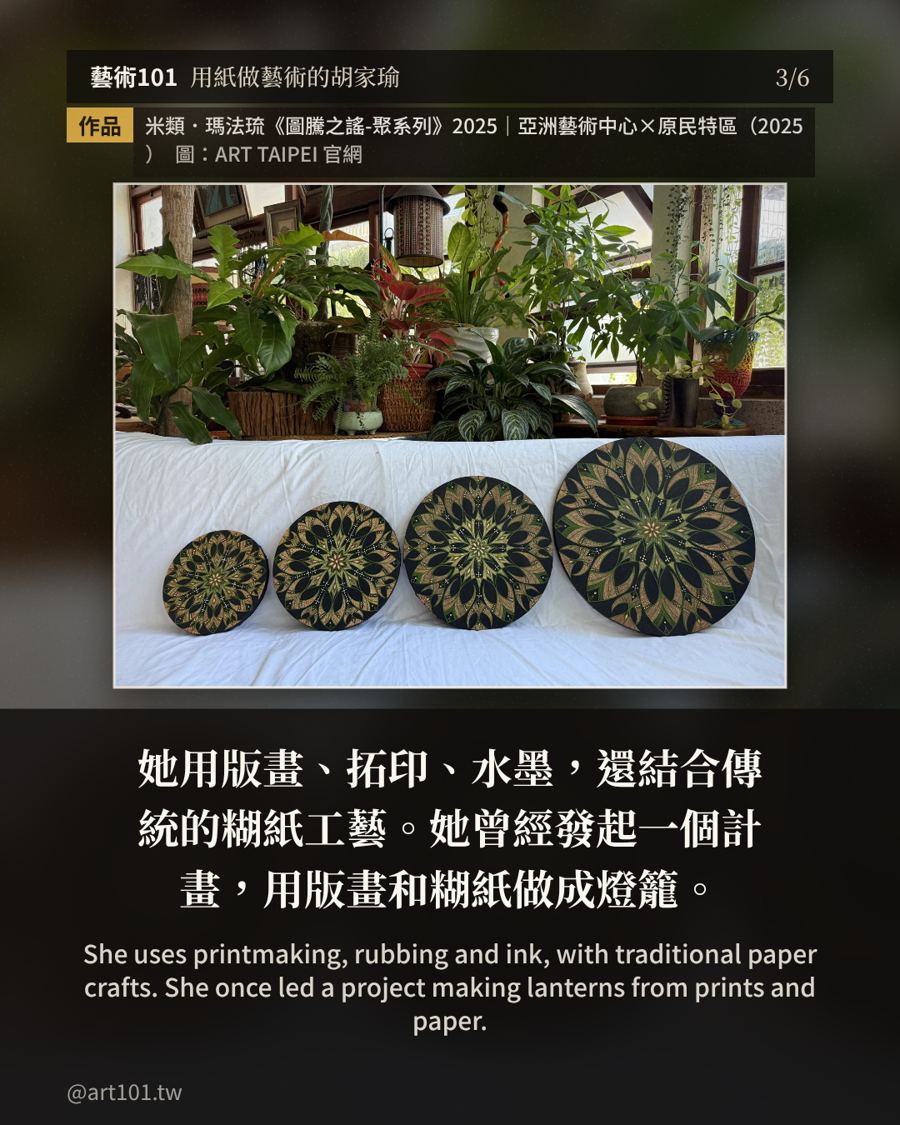 藝術101 用紙做藝術的胡家瑜 3/6
作品 米類・瑪法琉《圖騰之謠-聚系列》2025｜亞洲藝術中心×原民特區（2025
） 圖：ART TAIPEI 官網
她用版畫、拓印、水墨，還結合傳
統的糊紙工藝。她曾經發起一個計
畫，用版畫和糊紙做成燈籠。
She uses printmaking, rubbing and ink, with traditional paper
crafts. She once led a project making lanterns from prints and
paper.
@art101.tw